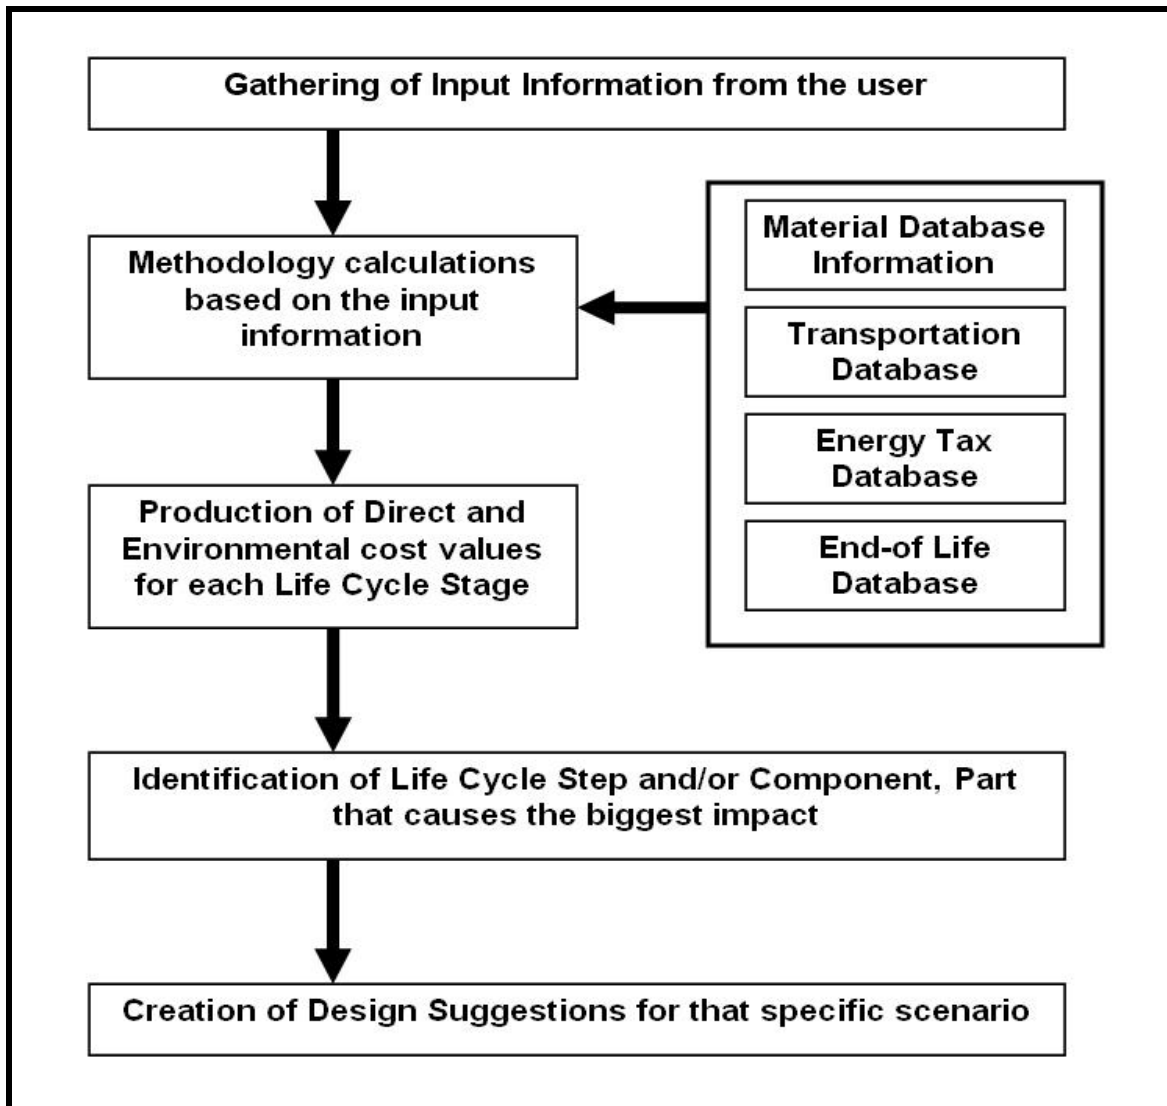 Gathering of Input Information from the user
Methodology calculations
based on the input
information
Material Database
Information
Transportation
Database
Energy Tax
Database
End-of Life
Database
Production of Direct and
Environmental cost values
for each Life Cycle Stage
Identification of Life Cycle Step and/or Component, Part
that causes the biggest impact
Creation of Design Suggestions for that specific scenario